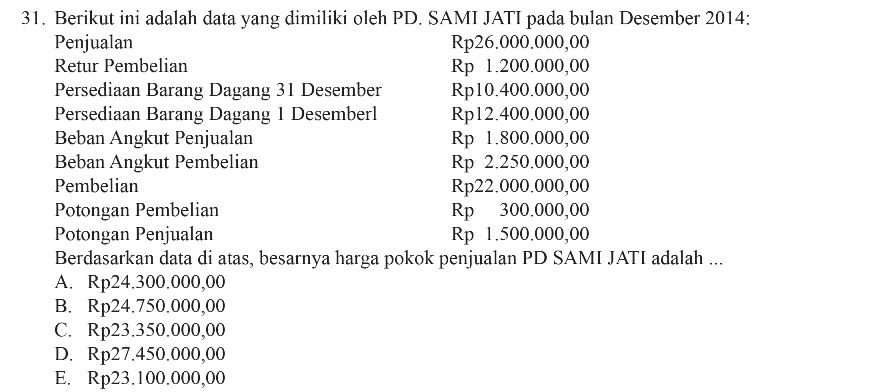 31. Berikut ini adalah data yang dimiliki oleh PD. SAMI JATI pada bulan Desember 2014:
Penjualan Rp26.000.000,00
Retur Pembelian Rp 1.200.000,00
Persediaan Barang Dagang 31 Desember Rp10.400.000,00
Persediaan Barang Dagang 1 Desemberl Rp12.400.000,00
Beban Angkut Penjualan Rp 1.800.000,00
Beban Angkut Pembelian Rp 2.250.000,00
Pembelian Rp22.000.000,00
Potongan Pembelian Rp 300.000,00
Potongan Penjualan Rp 1.500.000,00
Berdasarkan data di atas, besarnya harga pokok penjualan PD SAMI JATI adalah ...
A. Rp24.300.000,00
B. Rp24.750.000,00
C. Rp23.350.000,00
D. Rp27.450.000,00
E. Rp23.100.000,00